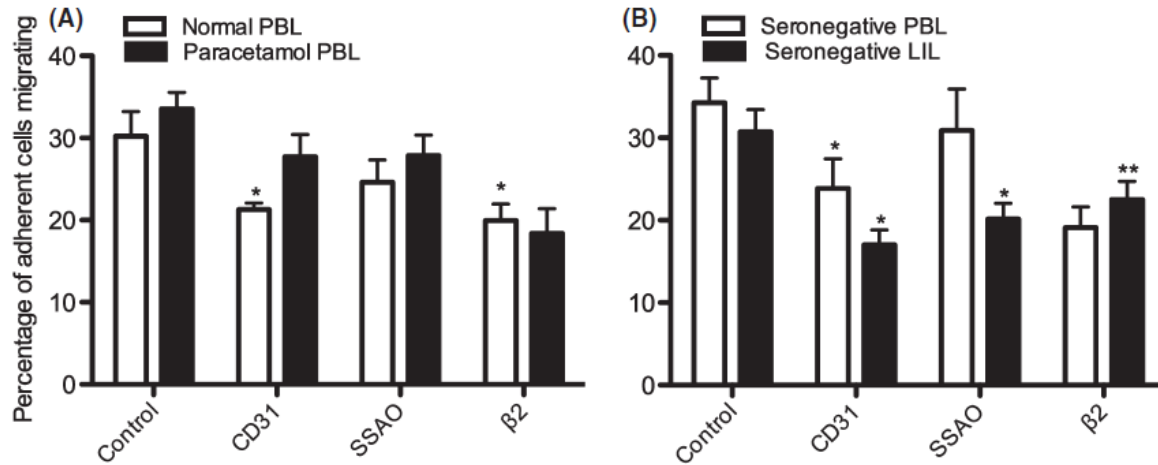 (A)
Normal PBL
Paracetamol PBL
Percentage of adherent cells migrating
40
30
20
10
0
*
*
Control
CD31
SSAO
β2
(B)
Seronegative PBL
Seronegative LIL
40
30
20
10
0
*
*
*
**
Control
CD31
SSAO
β2